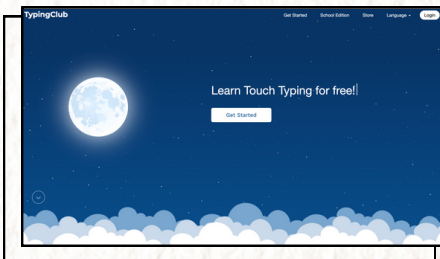 TypingClub
Get Started School Edition Store Language Login
Learn Touch Typing for free!
Get Started